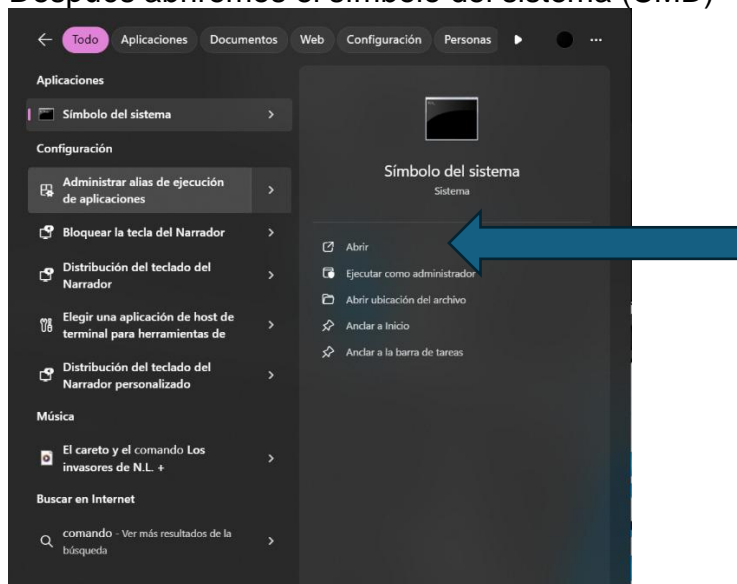 Después abriremos el símbolo del sistema (CMD)
Todo Aplicaciones Documentos Web Configuración Personas
Aplicaciones
Símbolo del sistema
Configuración
Administrar alias de ejecución
de aplicaciones
Bloquear la tecla del Narrador
Distribución del teclado del
Narrador
Elegir una aplicación de host de
terminal para herramientas de
Distribución del teclado del
Narrador personalizado
Música
El careto y el comando Los
invasores de N.L. +
Buscar en Internet
comando - Ver más resultados de la
búsqueda
Símbolo del sistema
Sistema
Abrir
Ejecutar como administrador
Abrir ubicación del archivo
Anclar a Inicio
Anclar a la barra de tareas